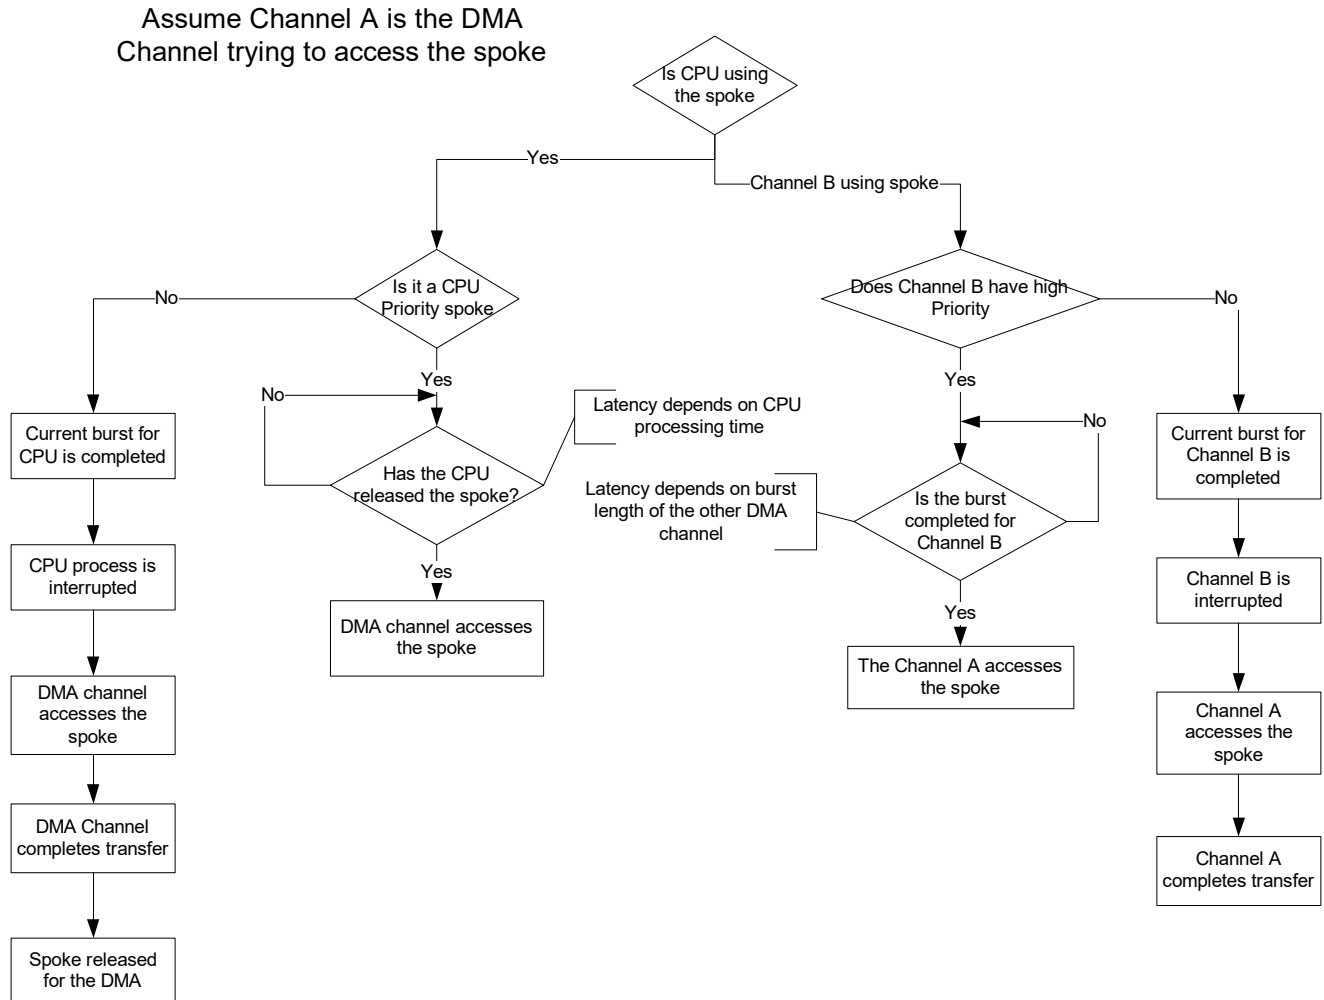 Assume Channel A is the DMA
Channel trying to access the spoke
Is CPU using
the spoke
Yes
Channel B using spoke
Is it a CPU
Priority spoke
Does Channel B have high
Priority
No
No
Yes
Yes
No
Latency depends on CPU
processing time
No
Current burst for
CPU is completed
Current burst for
Channel B is
completed
Has the CPU
released the spoke?
Latency depends on burst
length of the other DMA
channel
Is the burst
completed for
Channel B
CPU process is
interrupted
Yes
Channel B is
interrupted
Yes
DMA channel accesses
the spoke
The Channel A accesses
the spoke
DMA channel
accesses the
spoke
Channel A
accesses the
spoke
DMA Channel
completes transfer
Channel A
completes transfer
Spoke released
for the DMA